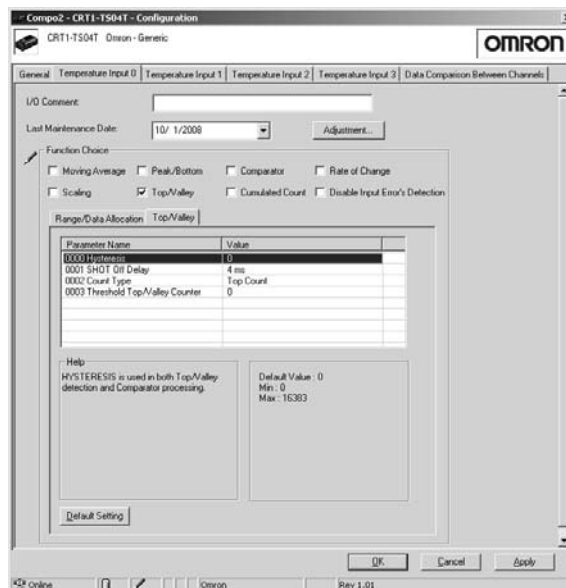 Compo2 - CRT1-TS04T - Configuration
CRT1-TS04T Omron - Generic
OMRON
General Temperature Input 0 Temperature Input 1 Temperature Input 2 Temperature Input 3 Data Comparison Between Channels
I/O Comment:
Last Maintenance Date: 10/ 1/2008 Adjustment...
Function Choice
Moving Average Peak/Bottom Comparator Rate of Change
Scaling Top/Valley Cumulated Count Disable Input Error's Detection
Range/Data Allocation Top/Valley
Parameter Name Value
0000 Hysteresis 0
0001 SHOT Off Delay 4 ms
0002 Count Type Top Count
0003 Threshold Top/Valley Counter 0
Help
HYSTERESIS is used in both Top/Valley
detection and Comparator processing.
Default Value : 0
Min : 0
Max : 16383
Default Setting
OK Cancel Apply
Online Omron Rev 1.01